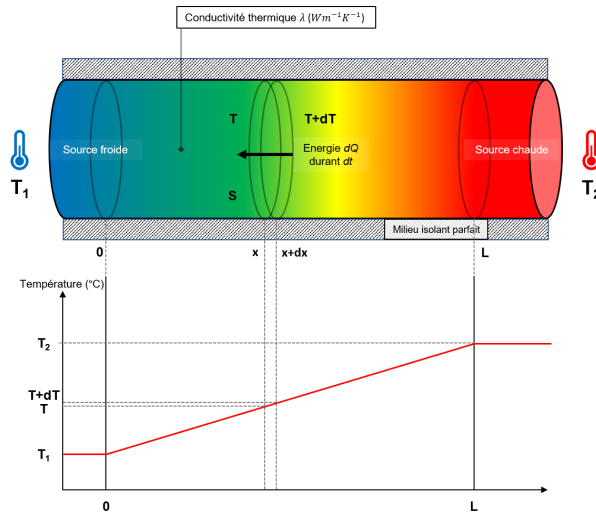 Conductivité thermique λ (Wm⁻¹K⁻¹)
T
T+dT
Source froide
Energie dQ
durant dt
Source chaude
T₁
T₂
S
Milieu isolant parfait
0
x
x+dx
L
Température (°C)
T₂
T+dT
T
T₁
0
L